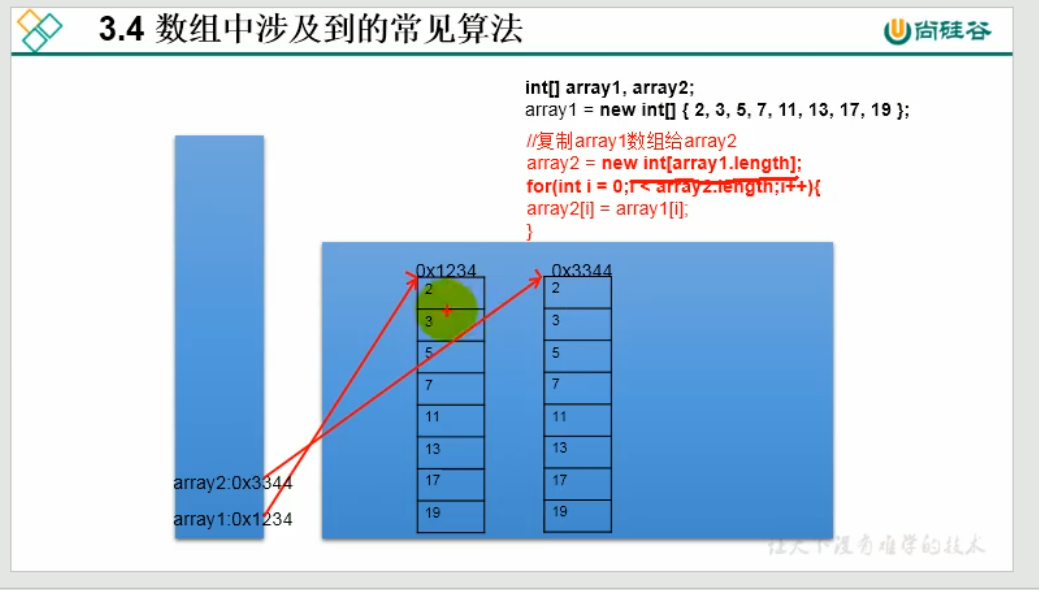 3.4 数组中涉及到的常见算法
尚硅谷
int[] array1, array2;
array1 = new int[] { 2, 3, 5, 7, 11, 13, 17, 19 };
//复制array1数组给array2
array2 = new int[array1.length];
for(int i = 0;i < array2.length;i++){
array2[i] = array1[i];
}
0x1234
2
3
5
7
11
13
17
19
0x3344
2
3
5
7
11
13
17
19
array2:0x3344
array1:0x1234
让天下没有难学的技术